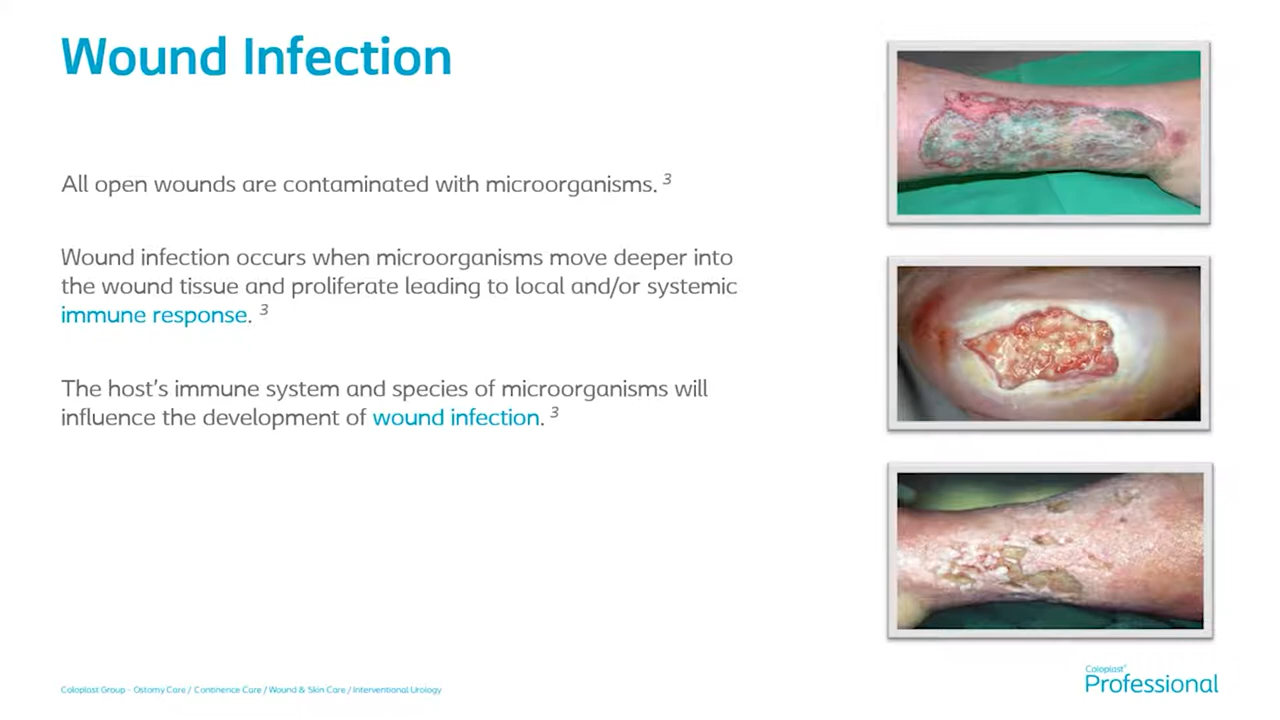 Wound Infection
All open wounds are contaminated with microorganisms. 3
Wound infection occurs when microorganisms move deeper into
the wound tissue and proliferate leading to local and/or systemic
immune response. 3
The host's immune system and species of microorganisms will
influence the development of wound infection. 3
Coloplast Group - Ostomy Care / Continence Care / Wound & Skin Care / Interventional Urology
Coloplast®
Professional